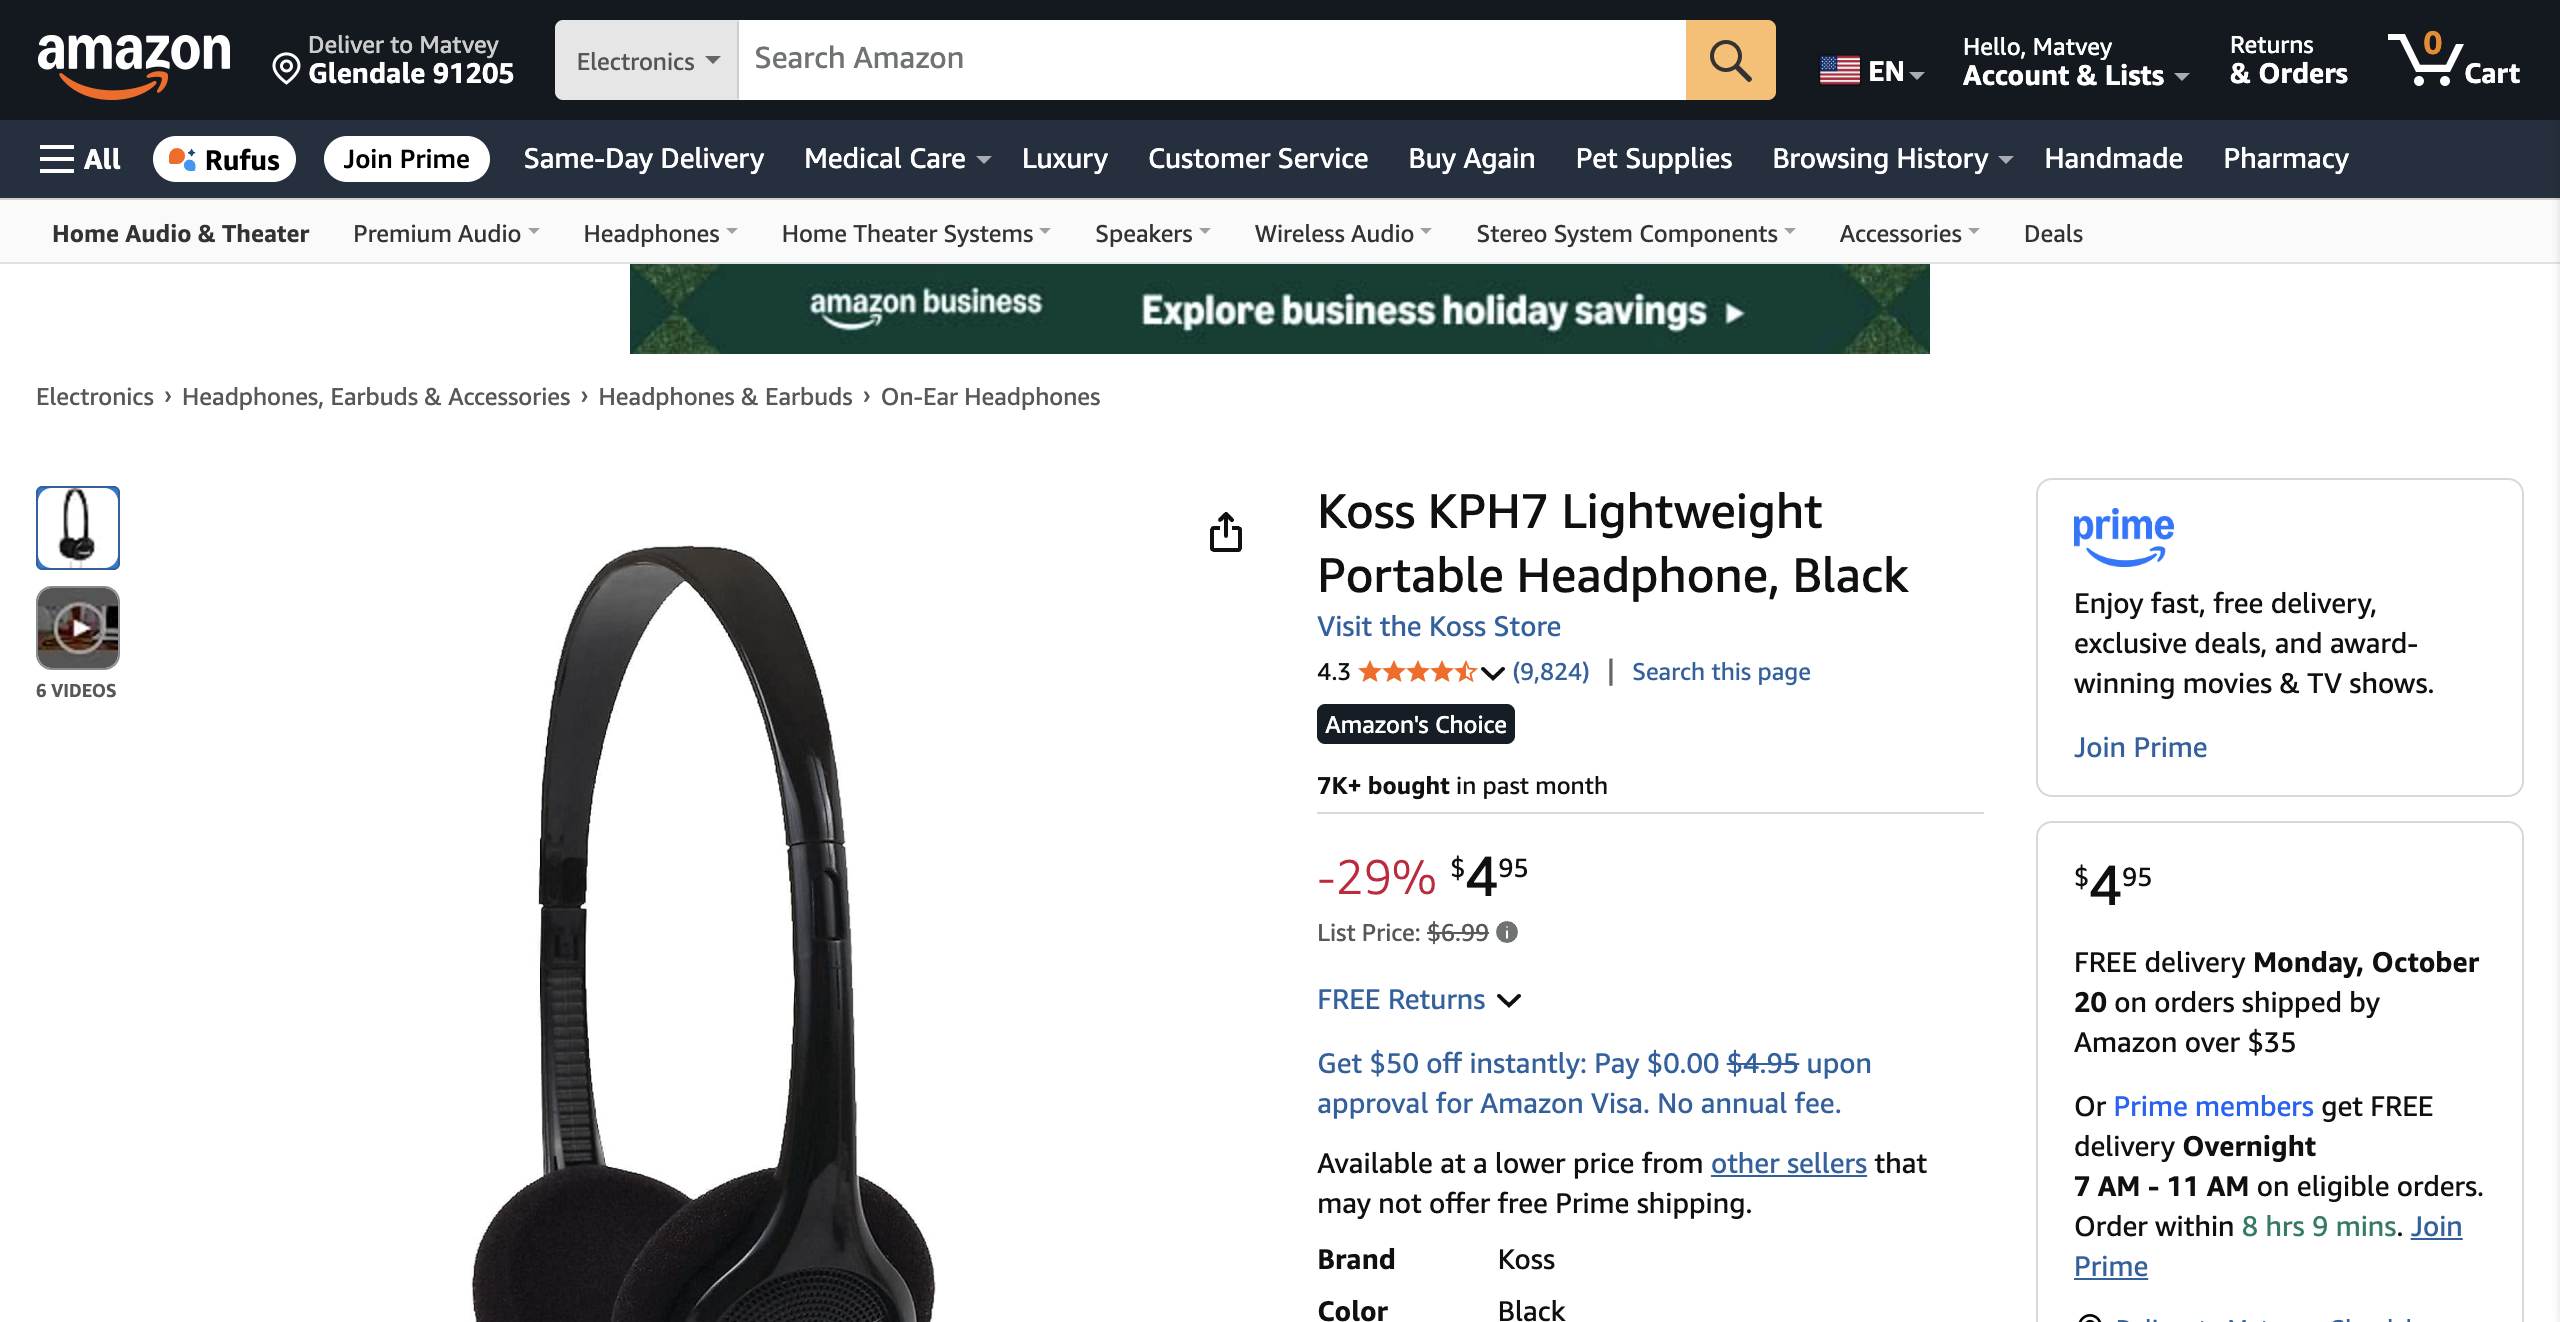 amazon
Deliver to Matvey
Glendale 91205
Electronics
Search Amazon
EN
Hello, Matvey
Account & Lists
Returns
& Orders
0
Cart
All
Rufus
Join Prime
Same-Day Delivery
Medical Care
Luxury
Customer Service
Buy Again
Pet Supplies
Browsing History
Handmade
Pharmacy
Home Audio & Theater
Premium Audio
Headphones
Home Theater Systems
Speakers
Wireless Audio
Stereo System Components
Accessories
Deals
amazon business
Explore business holiday savings
Electronics › Headphones, Earbuds & Accessories › Headphones & Earbuds › On-Ear Headphones
6 VIDEOS
Koss KPH7 Lightweight
Portable Headphone, Black
Visit the Koss Store
4.3 (9,824) | Search this page
Amazon's Choice
7K+ bought in past month
-29% $495
List Price: $6.99
FREE Returns
Get $50 off instantly: Pay $0.00 $4.95 upon
approval for Amazon Visa. No annual fee.
Available at a lower price from other sellers that
may not offer free Prime shipping.
Brand Koss
Color Black
prime
Enjoy fast, free delivery,
exclusive deals, and award-
winning movies & TV shows.
Join Prime
$495
FREE delivery Monday, October
20 on orders shipped by
Amazon over $35
Or Prime members get FREE
delivery Overnight
7 AM - 11 AM on eligible orders.
Order within 8 hrs 9 mins. Join
Prime